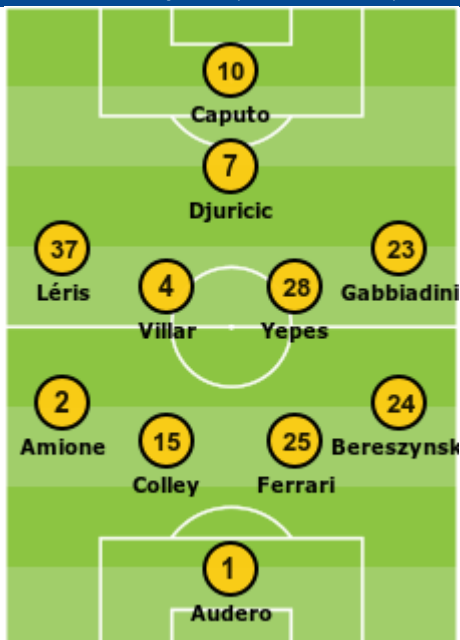 10
Caputo
7
Djuricic
37
Léris
23
Gabbiadini
4
Villar
28
Yepes
2
Amione
24
Bereszynsk
15
Colley
25
Ferrari
1
Audero